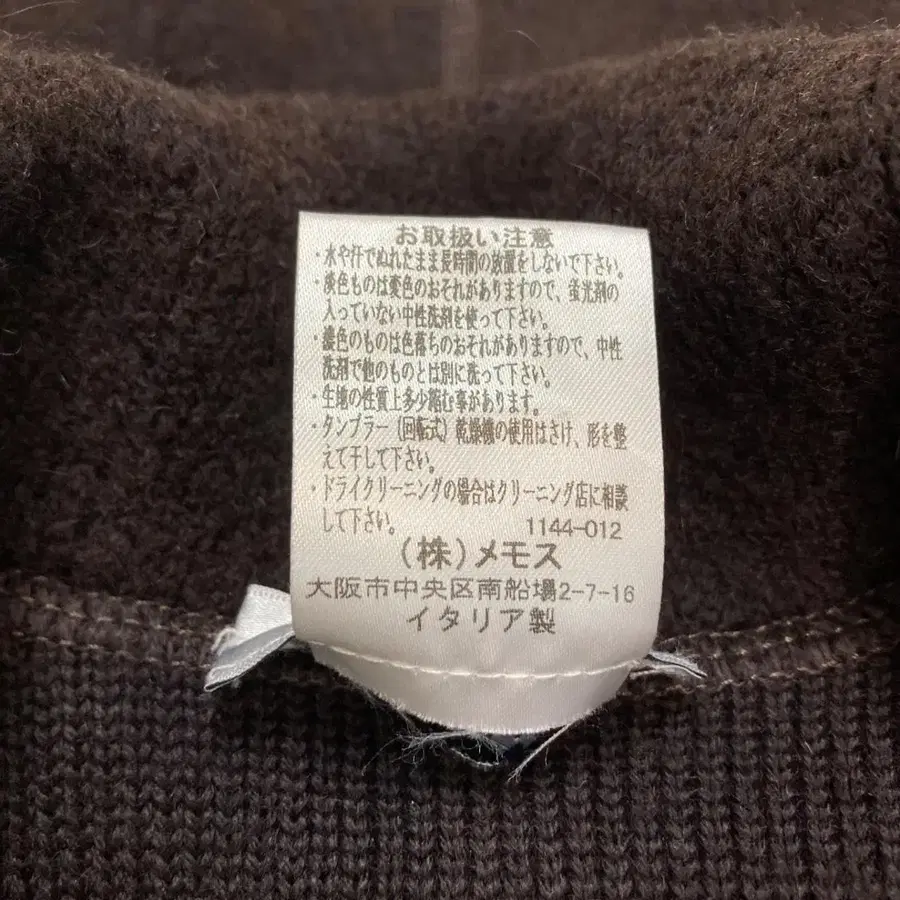 お取扱い注意
・水や汗でぬれたまま長時間の放置をしないで下さい。
・淡色ものは変色のおそれがありますので、蛍光剤の
入っていない中性洗剤を使って下さい。
・濃色のものは色落ちのおそれがありますので、中性
洗剤で他のものとは別に洗って下さい。
・生地の性質上多少縮む事があります。
・タンブラー（回転式）乾燥機の使用はさけ、形を整
えて干して下さい。
・ドライクリーニングの場合はクリーニング店に相談
して下さい。
1144-012
（株）メモス
大阪市中央区南船場2-7-16
イタリア製